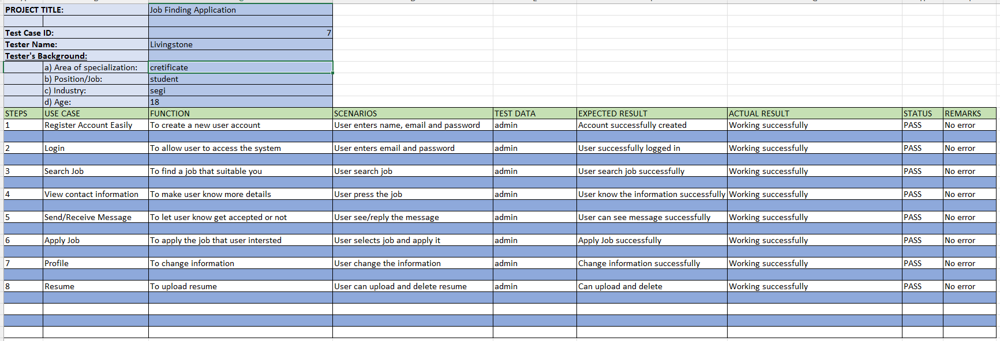 PROJECT TITLE: Job Finding Application
Test Case ID: 7
Tester Name: Livingstone
Tester's Background:
a) Area of specialization: cretificate
b) Position/Job: student
c) Industry: segi
d) Age: 18
STEPS USE CASE FUNCTION SCENARIOS TEST DATA EXPECTED RESULT ACTUAL RESULT STATUS REMARKS
1 Register Account Easily To create a new user account User enters name, email and password admin Account successfully created Working successfully PASS No error
2 Login To allow user to access the system User enters email and password admin User successfully logged in Working successfully PASS No error
3 Search Job To find a job that suitable you User search job admin User search job successfully Working successfully PASS No error
4 View contact information To make user know more details User press the job admin User know the information successfully Working successfully PASS No error
5 Send/Receive Message To let user know get accepted or not User see/reply the message admin User can see message successfully Working successfully PASS No error
6 Apply Job To apply the job that user intersted User selects job and apply it admin Apply Job successfully Working successfully PASS No error
7 Profile To change information User change the information admin Change information successfully Working successfully PASS No error
8 Resume To upload resume User can upload and delete resume admin Can upload and delete Working successfully PASS No error